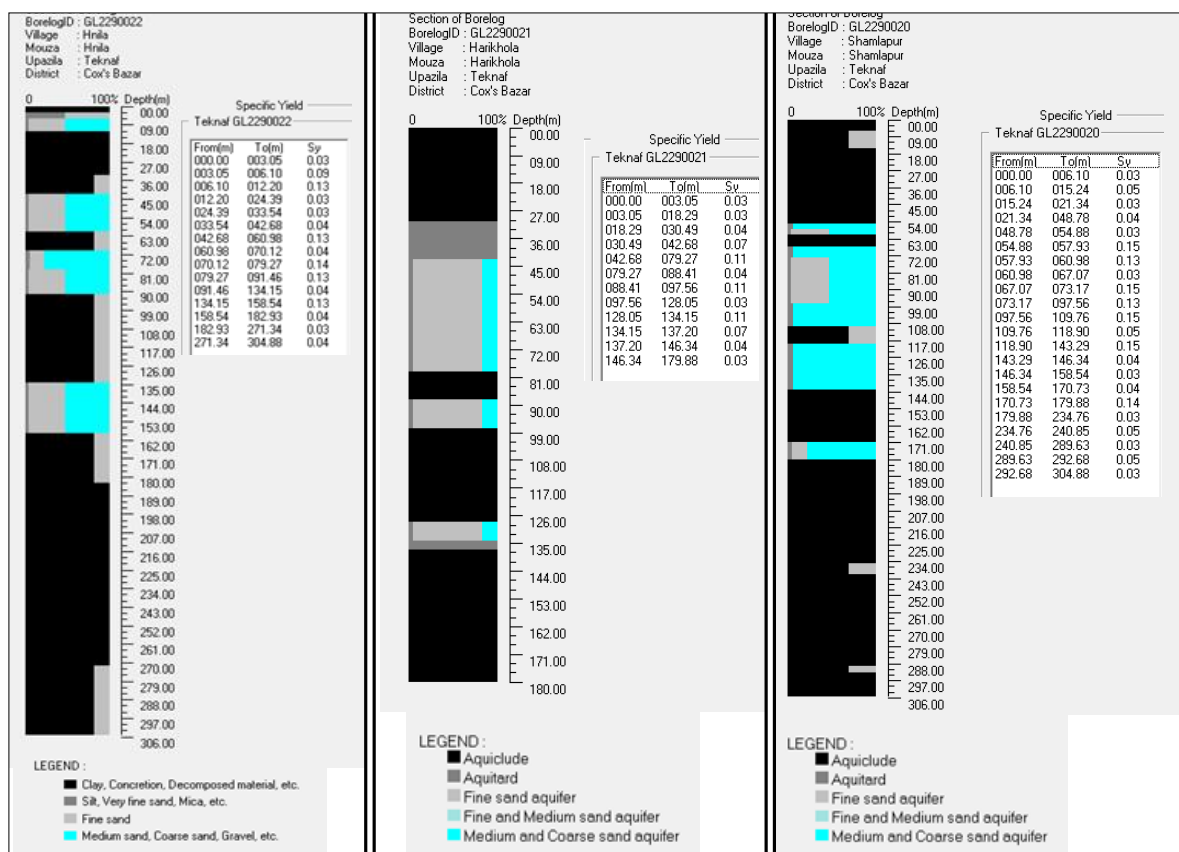 BorelogID : GL2290022
Village : Hnila
Mouza : Hnila
Upazila : Teknaf
District : Cox's Bazar
0 100% Depth(m)
00.00
09.00
18.00
27.00
36.00
45.00
54.00
63.00
72.00
81.00
90.00
99.00
108.00
117.00
126.00
135.00
144.00
153.00
162.00
171.00
180.00
189.00
198.00
207.00
216.00
225.00
234.00
243.00
252.00
261.00
270.00
279.00
288.00
297.00
306.00
Specific Yield
Teknaf GL2290022
From(m) To(m) Sy
000.00 003.05 0.03
003.05 006.10 0.09
006.10 012.20 0.13
012.20 024.39 0.03
024.39 033.54 0.03
033.54 042.68 0.04
042.68 060.98 0.13
060.98 070.12 0.04
070.12 079.27 0.14
079.27 091.46 0.13
091.46 134.15 0.04
134.15 158.54 0.13
158.54 182.93 0.04
182.93 271.34 0.03
271.34 304.88 0.04
LEGEND :
Clay, Concretion, Decomposed material, etc.
Silt, Very fine sand, Mica, etc.
Fine sand
Medium sand, Coarse sand, Gravel, etc.
Section of Borelog
BorelogID : GL2290021
Village : Harikhola
Mouza : Harikhola
Upazila : Teknaf
District : Cox's Bazar
0 100% Depth(m)
00.00
09.00
18.00
27.00
36.00
45.00
54.00
63.00
72.00
81.00
90.00
99.00
108.00
117.00
126.00
135.00
144.00
153.00
162.00
171.00
180.00
Specific Yield
Teknaf GL2290021
From(m) To(m) Sy
000.00 003.05 0.03
003.05 018.29 0.03
018.29 030.49 0.04
030.49 042.68 0.07
042.68 079.27 0.11
079.27 088.41 0.04
088.41 097.56 0.11
097.56 128.05 0.03
128.05 134.15 0.11
134.15 137.20 0.07
137.20 146.34 0.04
146.34 179.88 0.03
LEGEND :
Aquiclude
Aquitard
Fine sand aquifer
Fine and Medium sand aquifer
Medium and Coarse sand aquifer
Section of Borelog
BorelogID : GL2290020
Village : Shamlapur
Mouza : Shamlapur
Upazila : Teknaf
District : Cox's Bazar
0 100% Depth(m)
00.00
09.00
18.00
27.00
36.00
45.00
54.00
63.00
72.00
81.00
90.00
99.00
108.00
117.00
126.00
135.00
144.00
153.00
162.00
171.00
180.00
189.00
198.00
207.00
216.00
225.00
234.00
243.00
252.00
261.00
270.00
279.00
288.00
297.00
306.00
Specific Yield
Teknaf GL2290020
From(m) To(m) Sy
000.00 006.10 0.03
006.10 015.24 0.05
015.24 021.34 0.03
021.34 048.78 0.04
048.78 054.88 0.03
054.88 057.93 0.15
057.93 060.98 0.13
060.98 067.07 0.03
067.07 073.17 0.15
073.17 097.56 0.13
097.56 109.76 0.15
109.76 118.90 0.05
118.90 143.29 0.15
143.29 146.34 0.04
146.34 158.54 0.03
158.54 170.73 0.04
170.73 179.88 0.14
179.88 234.76 0.03
234.76 240.85 0.05
240.85 289.63 0.03
289.63 292.68 0.05
292.68 304.88 0.03
LEGEND :
Aquiclude
Aquitard
Fine sand aquifer
Fine and Medium sand aquifer
Medium and Coarse sand aquifer